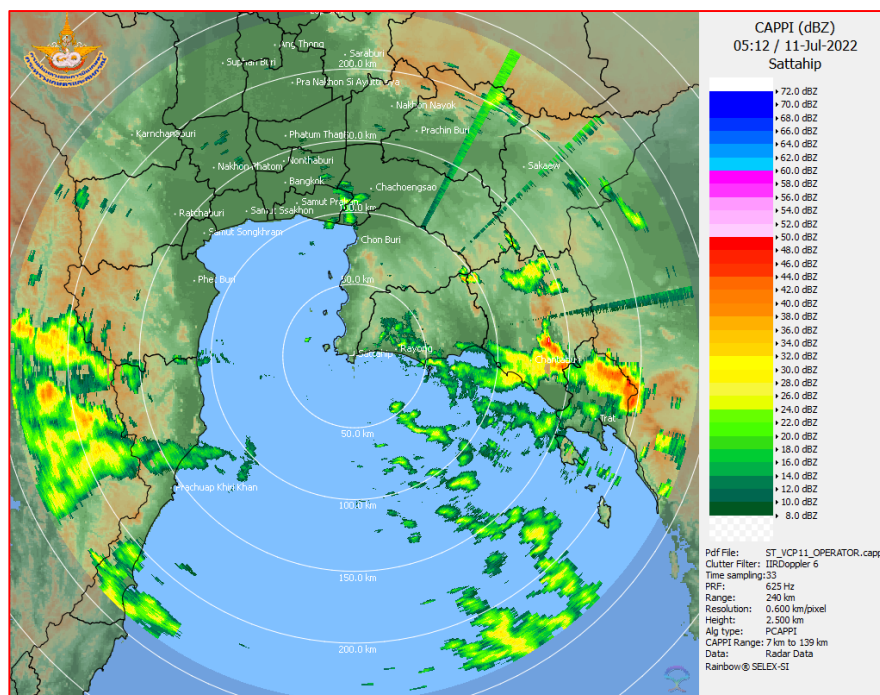 CAPPI (dBZ)
05:12 / 11-Jul-2022
Sattahip
72.0 dBZ
70.0 dBZ
68.0 dBZ
66.0 dBZ
64.0 dBZ
62.0 dBZ
60.0 dBZ
58.0 dBZ
56.0 dBZ
54.0 dBZ
52.0 dBZ
50.0 dBZ
48.0 dBZ
46.0 dBZ
44.0 dBZ
42.0 dBZ
40.0 dBZ
38.0 dBZ
36.0 dBZ
34.0 dBZ
32.0 dBZ
30.0 dBZ
28.0 dBZ
26.0 dBZ
24.0 dBZ
22.0 dBZ
20.0 dBZ
18.0 dBZ
16.0 dBZ
14.0 dBZ
12.0 dBZ
10.0 dBZ
8.0 dBZ
Pdf File: ST_VCP11_OPERATOR.capp
Clutter Filter: IIRDoppler 6
Time sampling:33
PRF: 625 Hz
Range: 240 km
Resolution: 0.600 km/pixel
Height: 2.500 km
Alg type: PCAPPI
CAPPI Range: 7 km to 139 km
Data: Radar Data
Rainbow® SELEX-SI
Ang Thong
Saraburi
Suphan Buri
200.0 km
Pra Nakhon Si Ayutthaya
Nakhon Nayok
Karnchanaburi
Phatum Thani
Prachin Buri
Nonthaburi
Nakhon Phatom
Sakaew
Bangkok
Chachoengsao
Samut Prakan
Ratchaburi
Samut Ssakhon
100.0 km
Samut Songkhram
Chon Buri
Phet Buri
50.0 km
Rayong
Sattahip
Chantaburi
Trat
50.0 km
Prachuap Khiri Khan
100.0 km
150.0 km
200.0 km